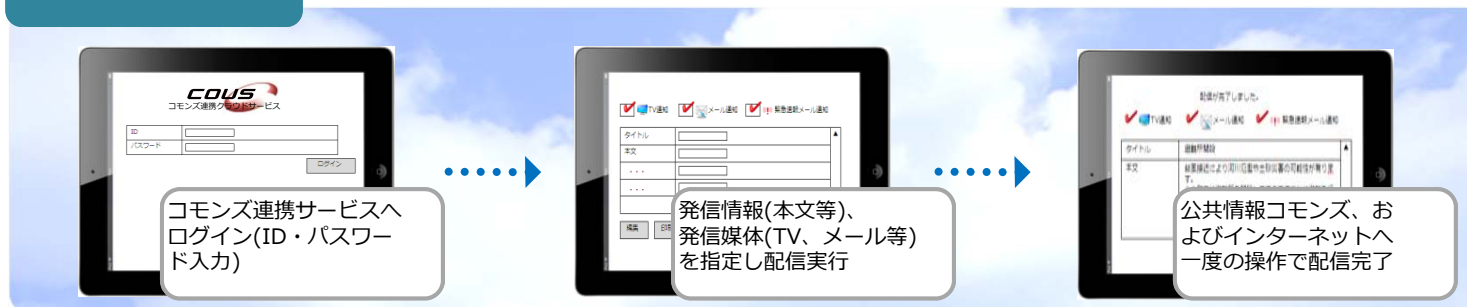 cous
コモンズ連携クラウドサービス
ID
パスワード
ログイン
コモンズ連携サービスへ
ログイン(ID・パスワー
ド入力)
TV通知 メール通知 緊急速報メール通知
タイトル
本文
...
...
編集
発信情報(本文等)、
発信媒体(TV、メール等)
を指定し配信実行
配信が完了しました。
TV通知 メール通知 緊急速報メール通知
タイトル 避難所開設
本文
公共情報コモンズ、お
よびインターネットへ
一度の操作で配信完了